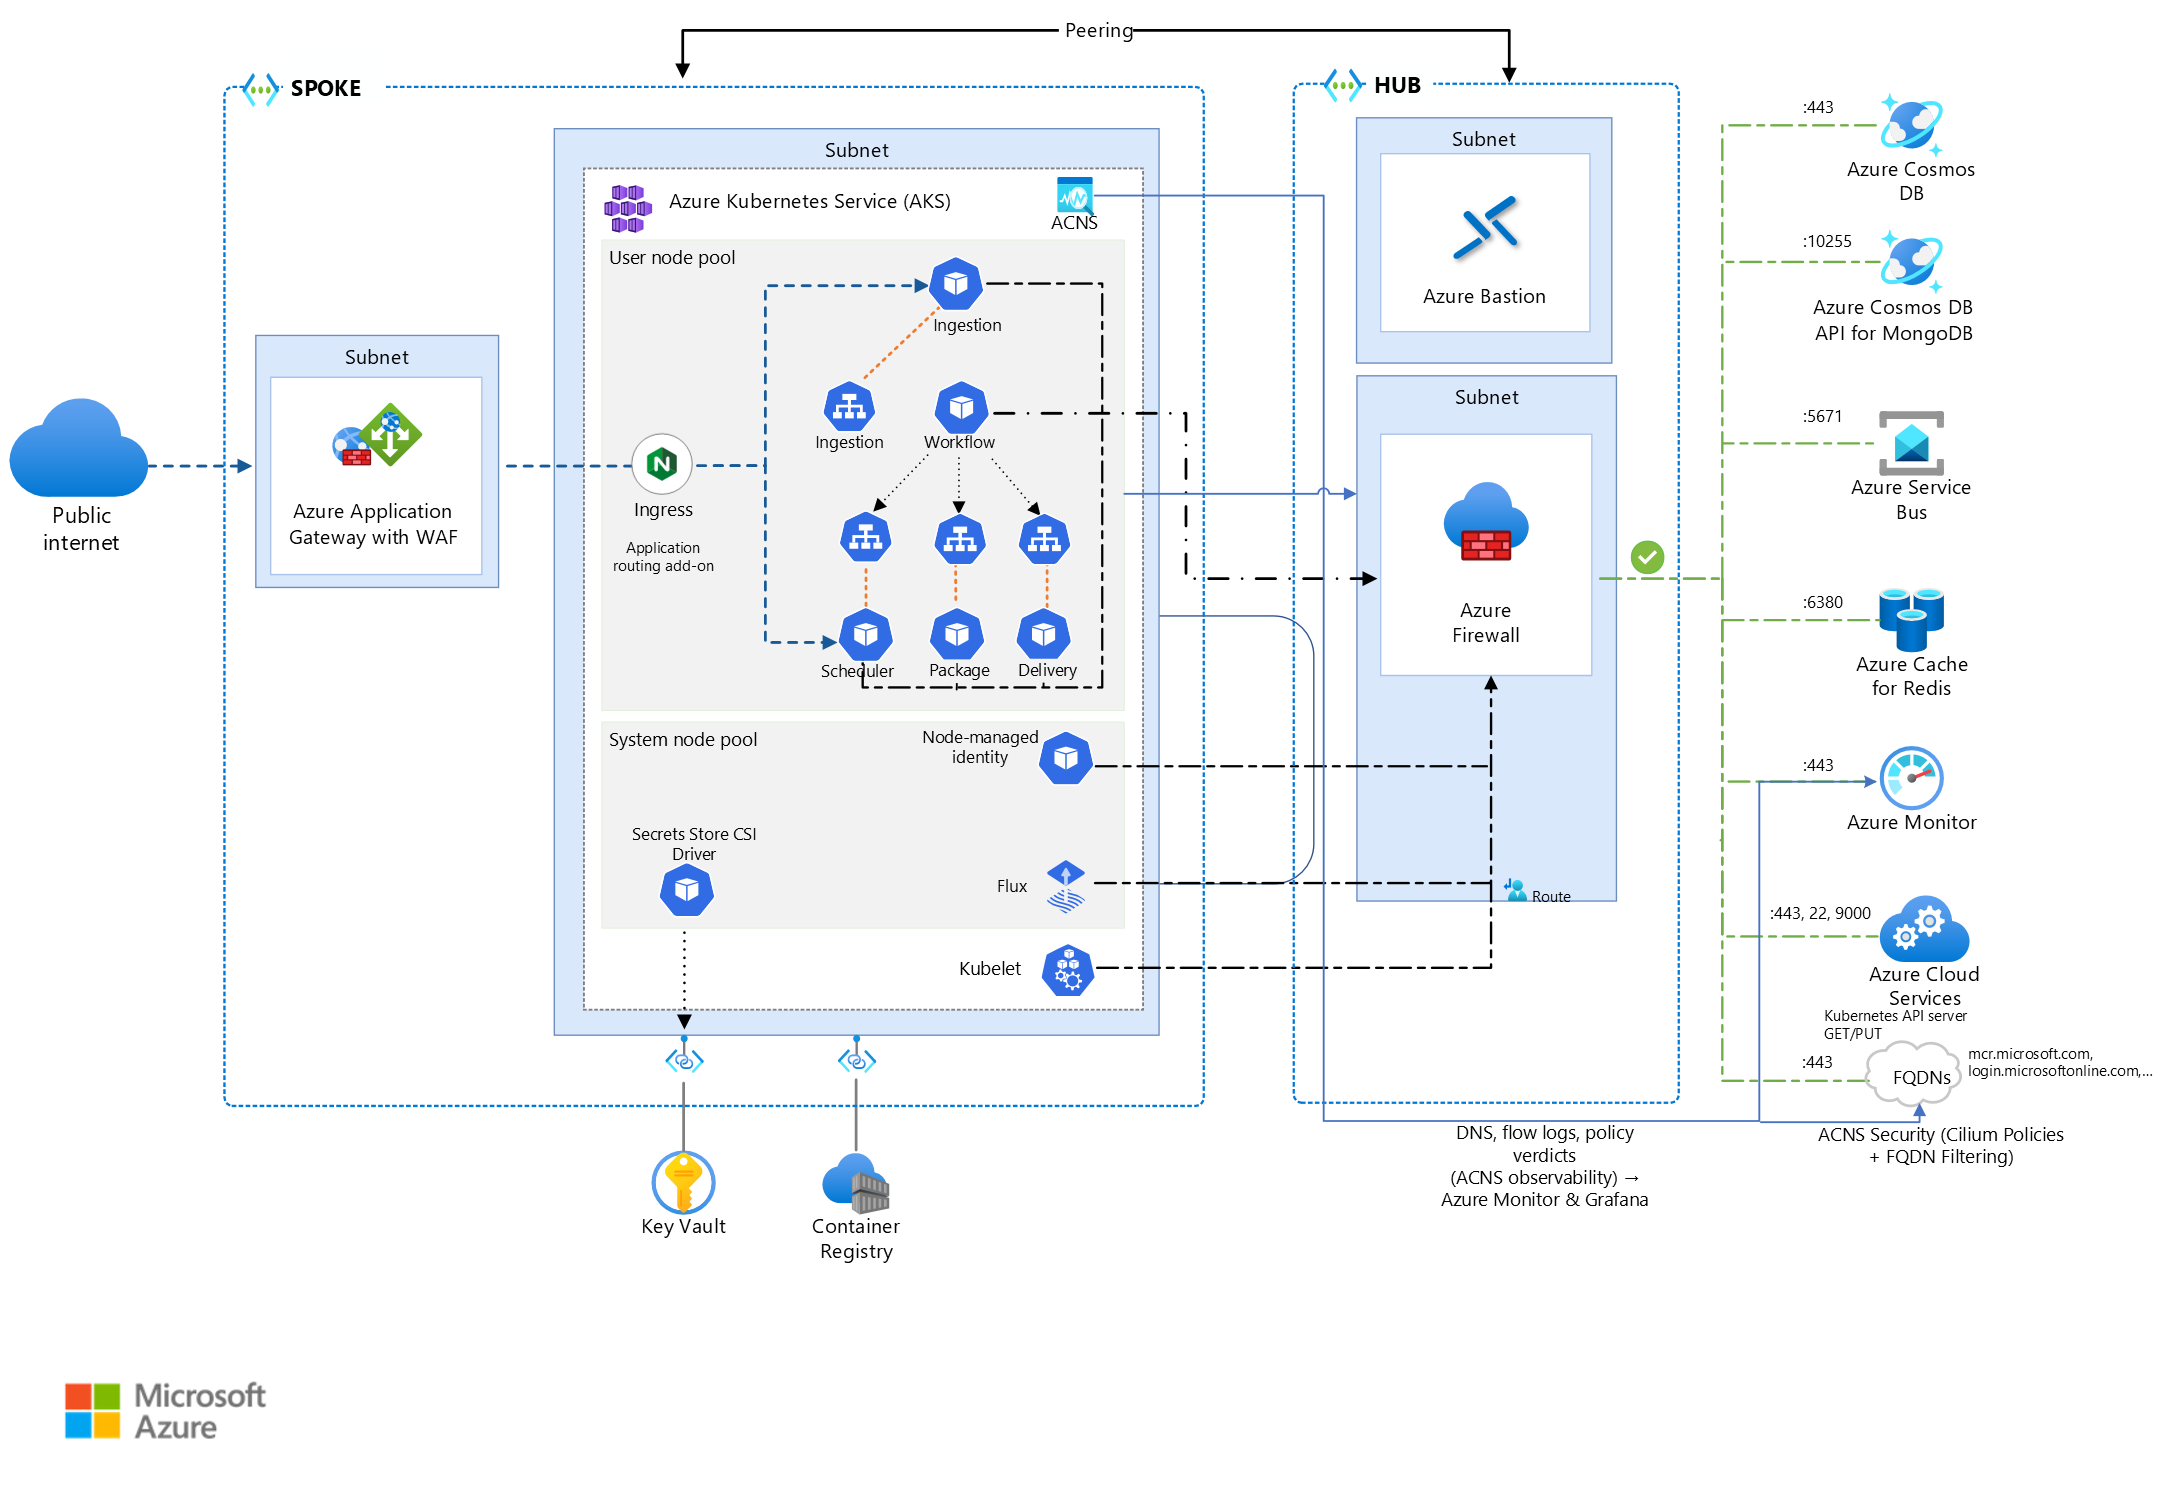 Peering
SPOKE
HUB
Subnet
Azure Kubernetes Service (AKS)
ACNS
User node pool
Ingestion
Ingestion
Workflow
Subnet
Azure Application
Gateway with WAF
Public
internet
Ingress
Application
routing add-on
Scheduler
Package
Delivery
System node pool
Node-managed
identity
Secrets Store CSI
Driver
Flux
Kubelet
Key Vault
Container
Registry
Subnet
Azure Bastion
Subnet
Azure
Firewall
Route
:443
Azure Cosmos
DB
:10255
Azure Cosmos DB
API for MongoDB
:5671
Azure Service
Bus
:6380
Azure Cache
for Redis
:443
Azure Monitor
:443, 22, 9000
Azure Cloud
Services
Kubernetes API server
GET/PUT
:443
FQDNs
mcr.microsoft.com,
login.microsoftonline.com,...
DNS, flow logs, policy
verdicts
(ACNS observability) →
Azure Monitor & Grafana
ACNS Security (Cilium Policies
+ FQDN Filtering)
Microsoft
Azure